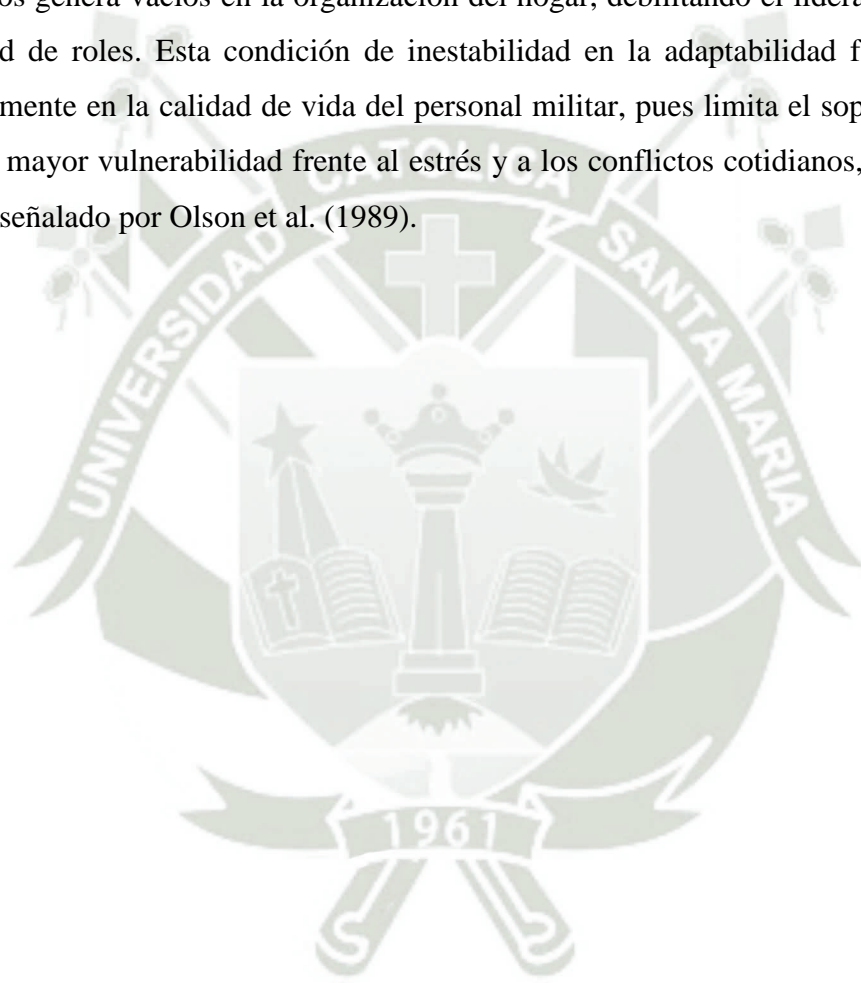 os genera vacíos en la organización del hogar, debilitando el lidera
d de roles. Esta condición de inestabilidad en la adaptabilidad f
mente en la calidad de vida del personal militar, pues limita el sop
mayor vulnerabilidad frente al estrés y a los conflictos cotidianos,
señalado por Olson et al. (1989).
UNIVERSIDAD CATOLICA SANTA MARIA
1961